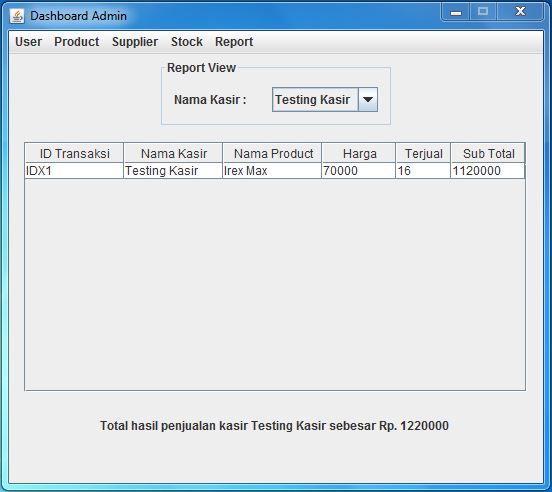 Dashboard Admin
User Product Supplier Stock Report
Report View
Nama Kasir : Testing Kasir
ID Transaksi Nama Kasir Nama Product Harga Terjual Sub Total
IDX1 Testing Kasir Irex Max 70000 16 1120000
Total hasil penjualan kasir Testing Kasir sebesar Rp. 1220000